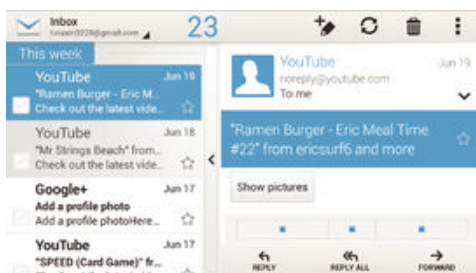 Inbox
23
This week
YouTube Jun 19
"Ramen Burger - Eric M...
Check out the latest vide...
YouTube Jun 18
"Mr Strings Beach" from...
Check out the latest vide...
Google+ Jun 17
Add a profile photo
Add a profile photoHere...
YouTube Jun 17
"SPEED (Card Game)" fr...
YouTube Jun 19
noreply@youtube.com
To: me
"Ramen Burger - Eric Meal Time
#22" from ericsurf6 and more
Show pictures
REPLY
REPLY ALL
FORWARD